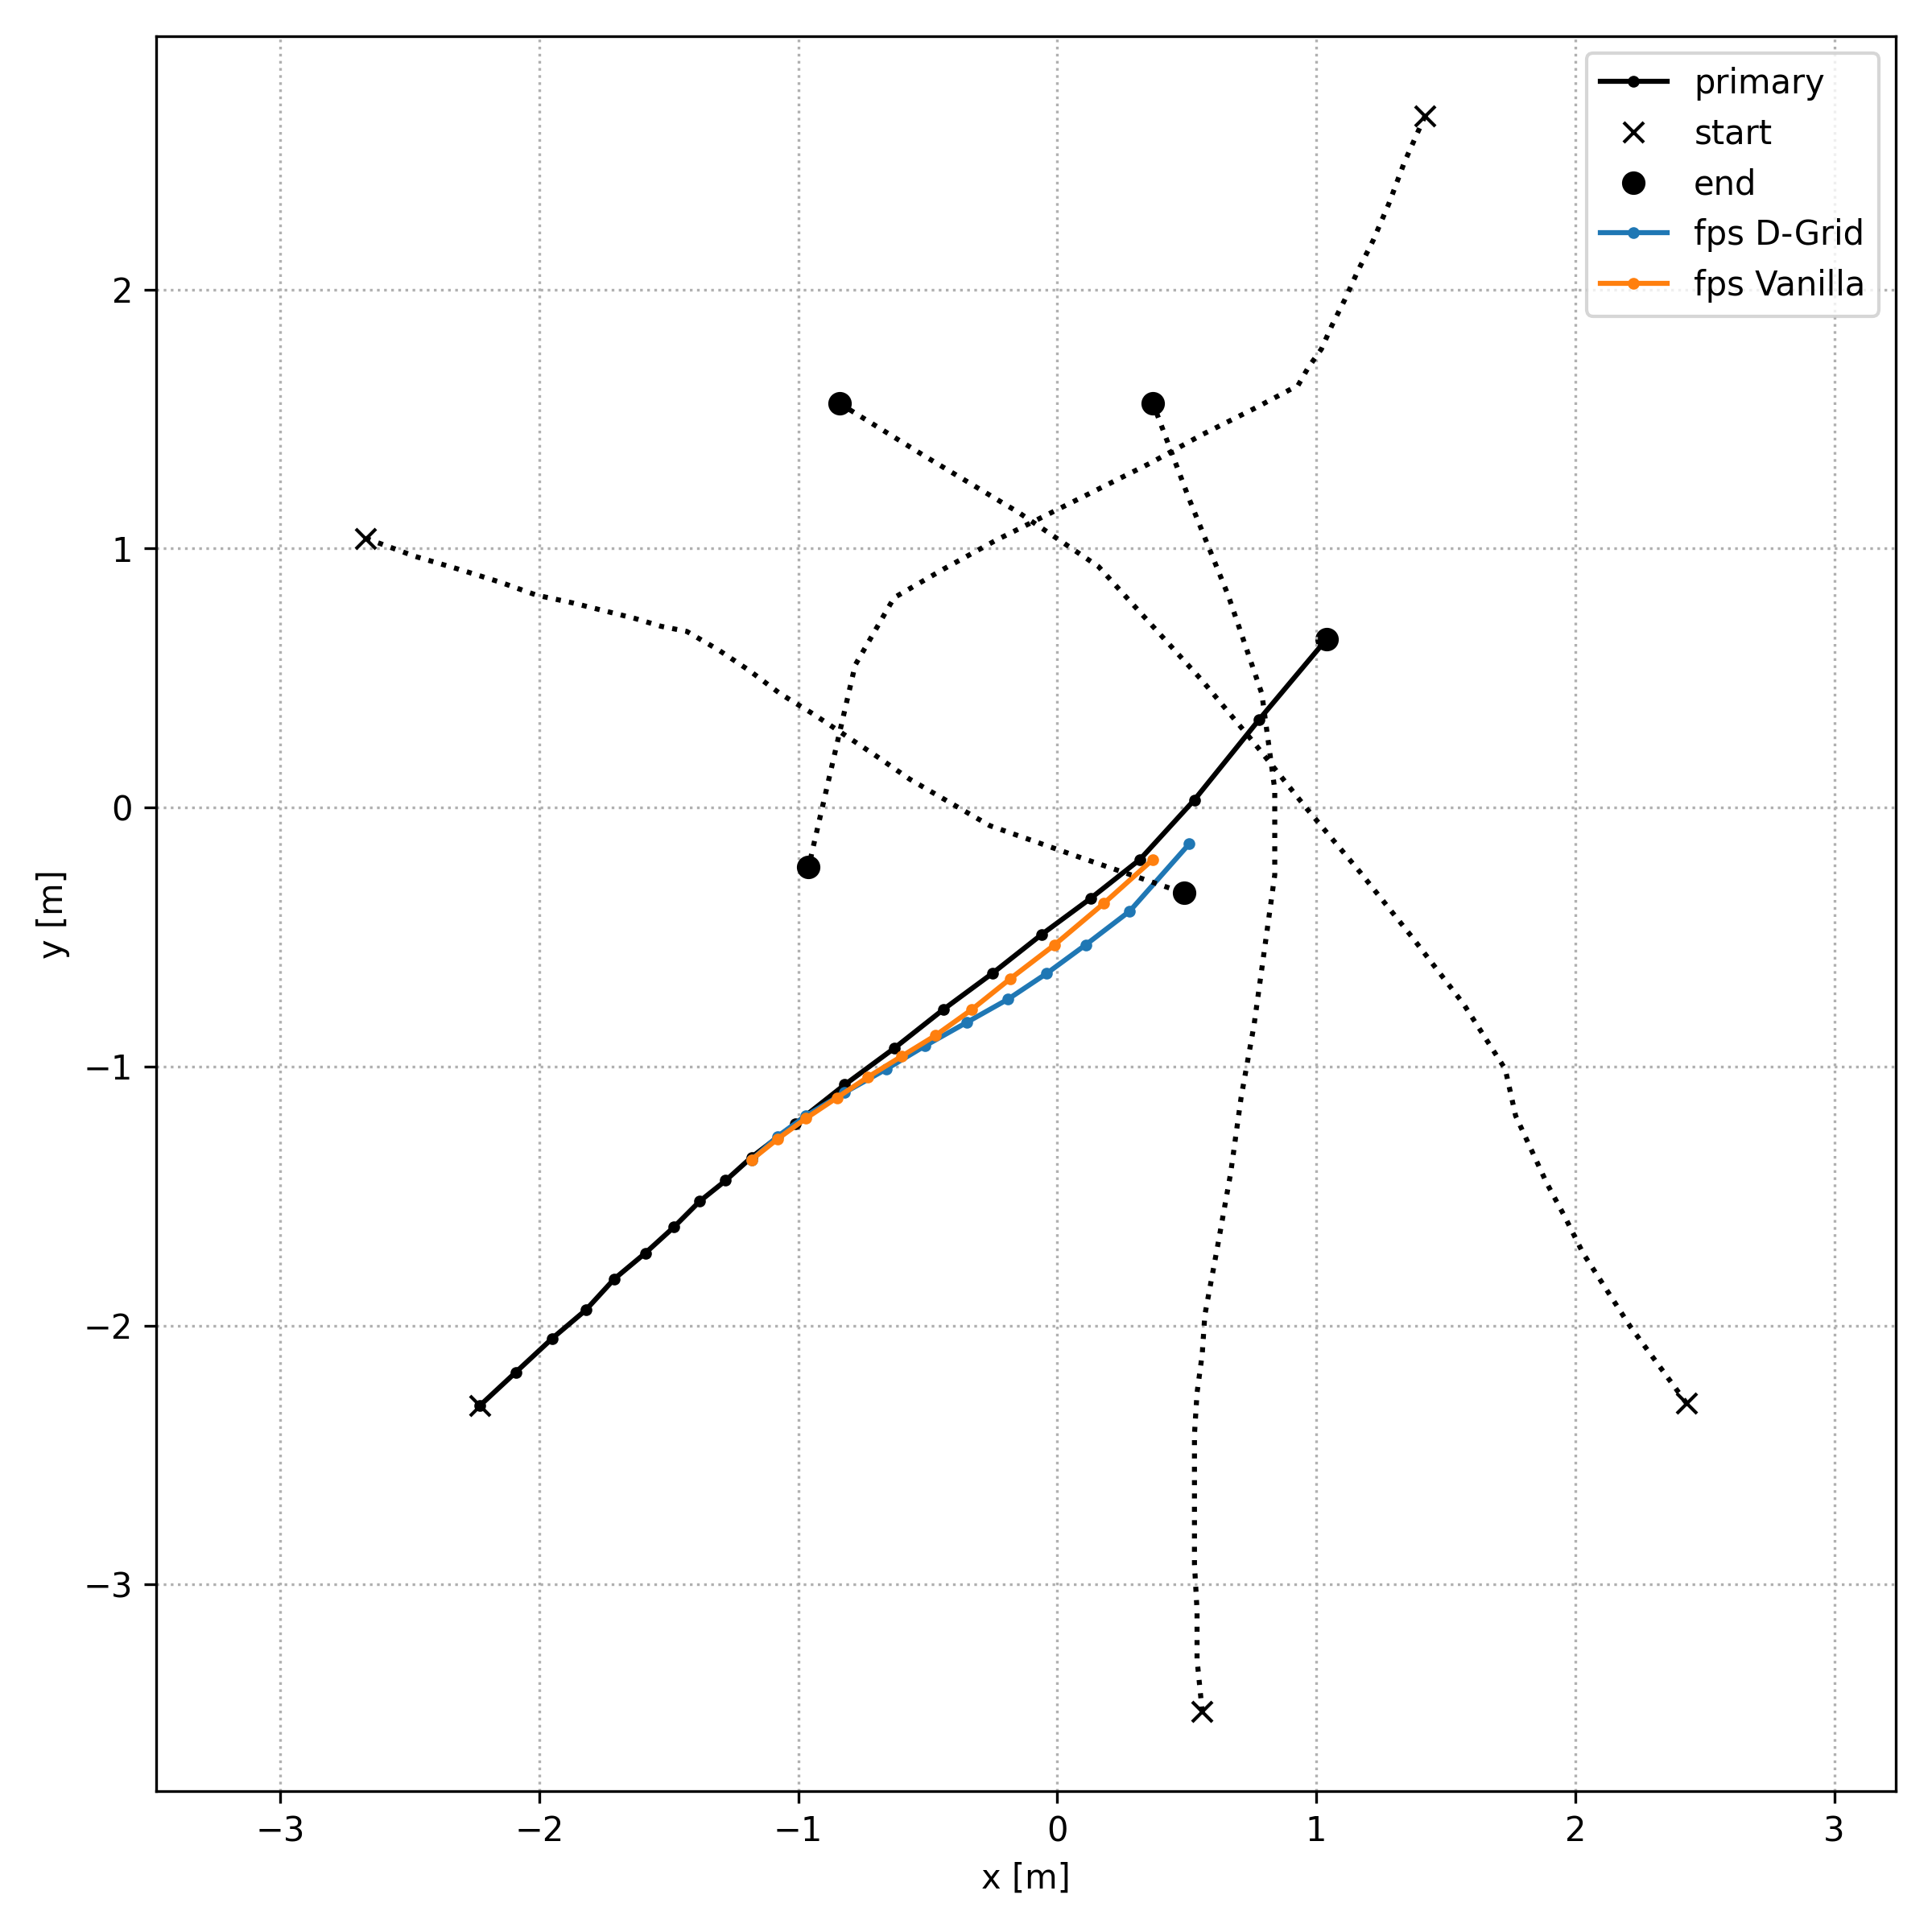 primary
start
end
fps D-Grid
fps Vanilla
2
1
0
−1
−2
−3
y [m]
−3 −2 −1 0 1 2 3
x [m]